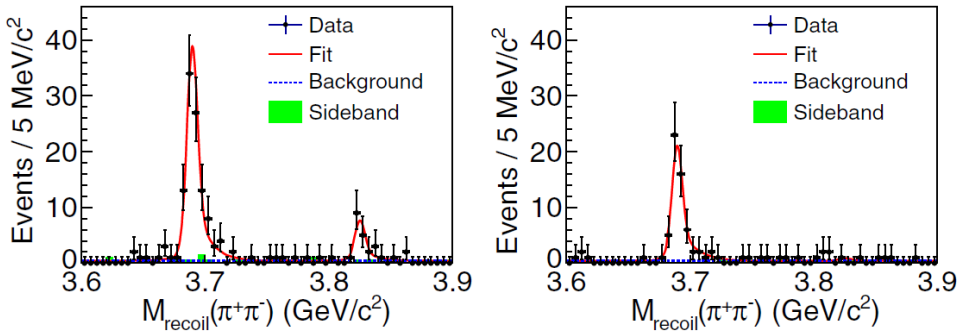 Events / 5 MeV/c²
40
30
20
10
0
Data
Fit
Background
Sideband
3.6
3.7
3.8
3.9
M_recoil(π⁺π⁻) (GeV/c²)
Events / 5 MeV/c²
40
30
20
10
0
Data
Fit
Background
Sideband
3.6
3.7
3.8
3.9
M_recoil(π⁺π⁻) (GeV/c²)